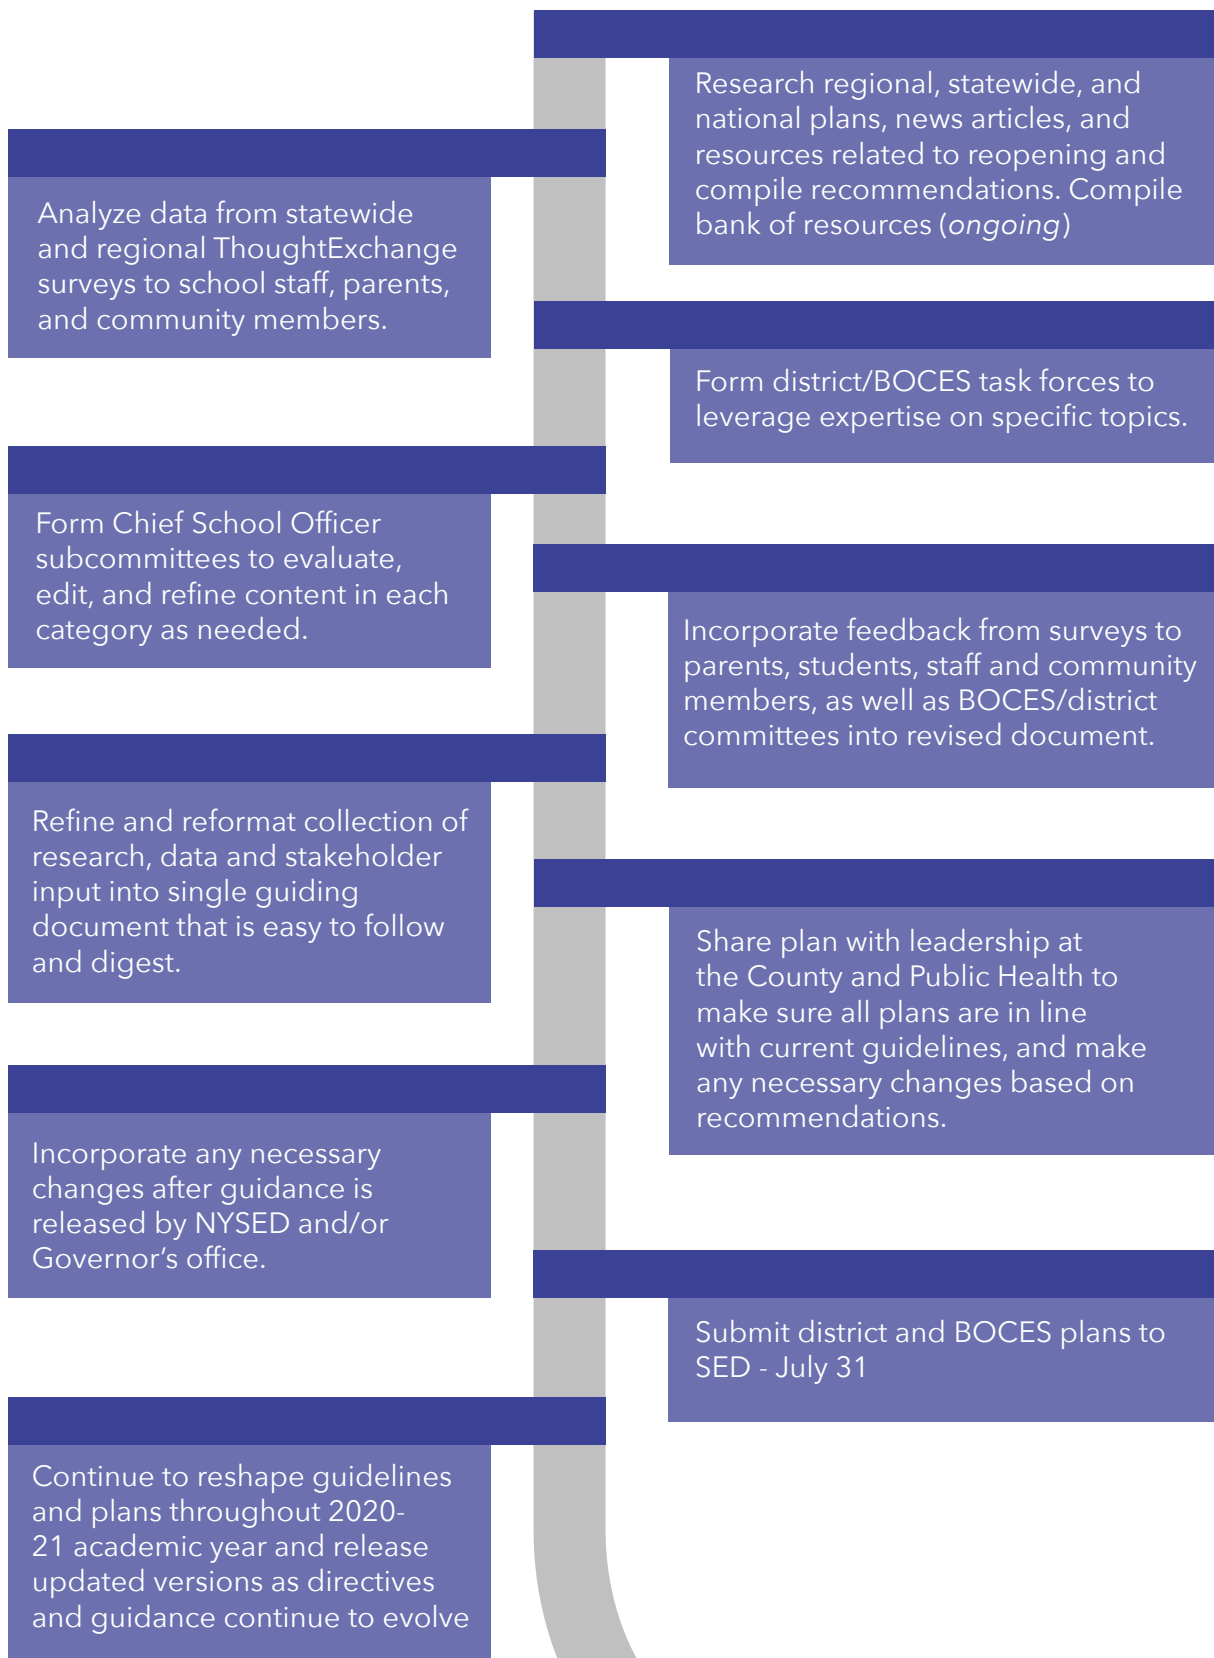 Research regional, statewide, and
national plans, news articles, and
resources related to reopening and
compile recommendations. Compile
bank of resources (ongoing)
Analyze data from statewide
and regional ThoughtExchange
surveys to school staff, parents,
and community members.
Form district/BOCES task forces to
leverage expertise on specific topics.
Form Chief School Officer
subcommittees to evaluate,
edit, and refine content in each
category as needed.
Incorporate feedback from surveys to
parents, students, staff and community
members, as well as BOCES/district
committees into revised document.
Refine and reformat collection of
research, data and stakeholder
input into single guiding
document that is easy to follow
and digest.
Share plan with leadership at
the County and Public Health to
make sure all plans are in line
with current guidelines, and make
any necessary changes based on
recommendations.
Incorporate any necessary
changes after guidance is
released by NYSED and/or
Governor’s office.
Submit district and BOCES plans to
SED - July 31
Continue to reshape guidelines
and plans throughout 2020-
21 academic year and release
updated versions as directives
and guidance continue to evolve